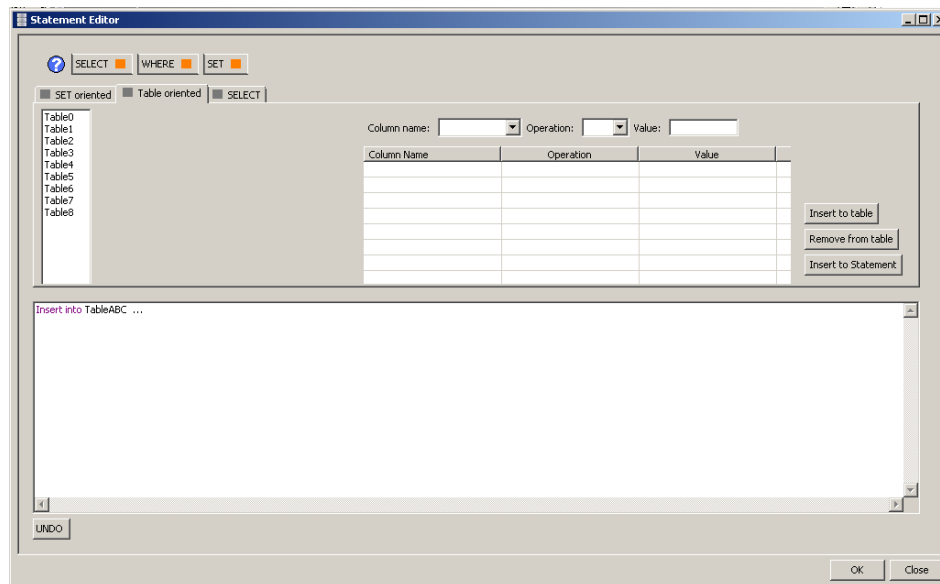 Statement Editor
SELECT WHERE SET
SET oriented Table oriented SELECT
Table0
Table1
Table2
Table3
Table4
Table5
Table6
Table7
Table8
Column name: Operation: Value:
Column Name Operation Value
Insert to table
Remove from table
Insert to Statement
Insert into TableABC ...
UNDO
OK Close